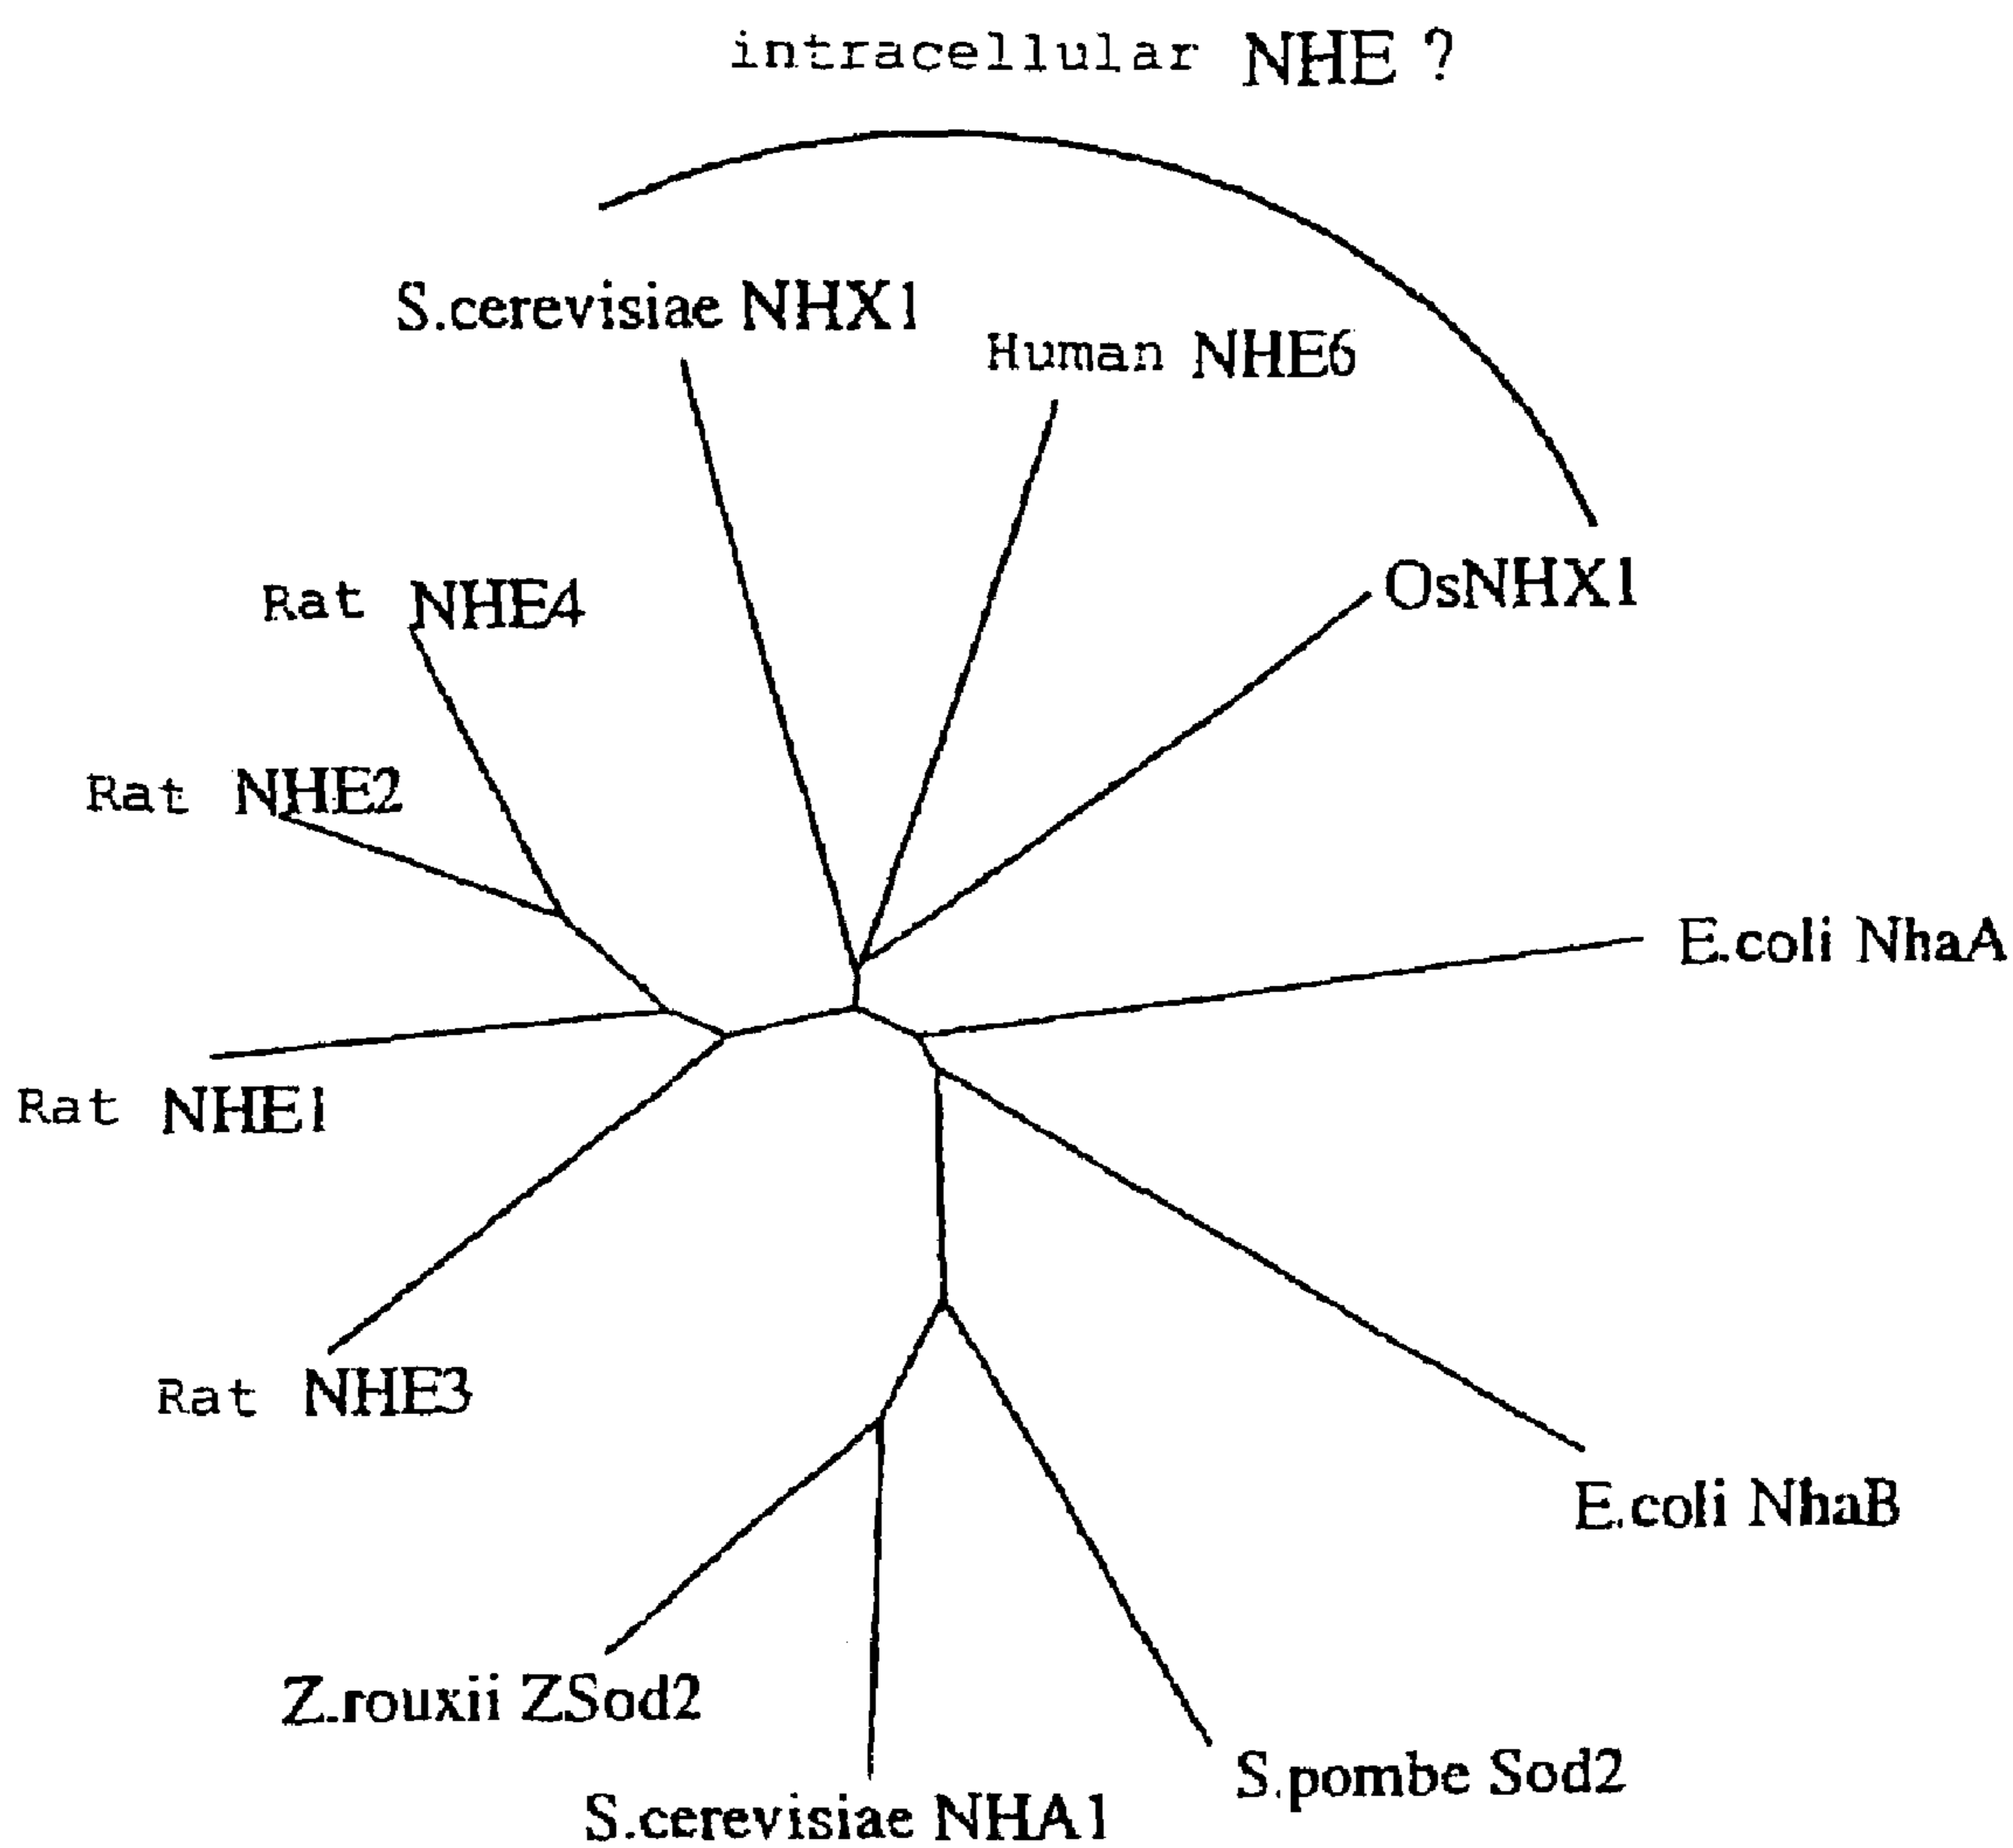 intracellular NHE ?
S.cerevisiae NHX1
Human NHE6
OsNHX1
Rat NHE4
Rat NHE2
E.coli NhaA
Rat NHE1
Rat NHE3
E.coli NhaB
Z.rouxii ZSod2
S.pombe Sod2
S.cerevisiae NHA1